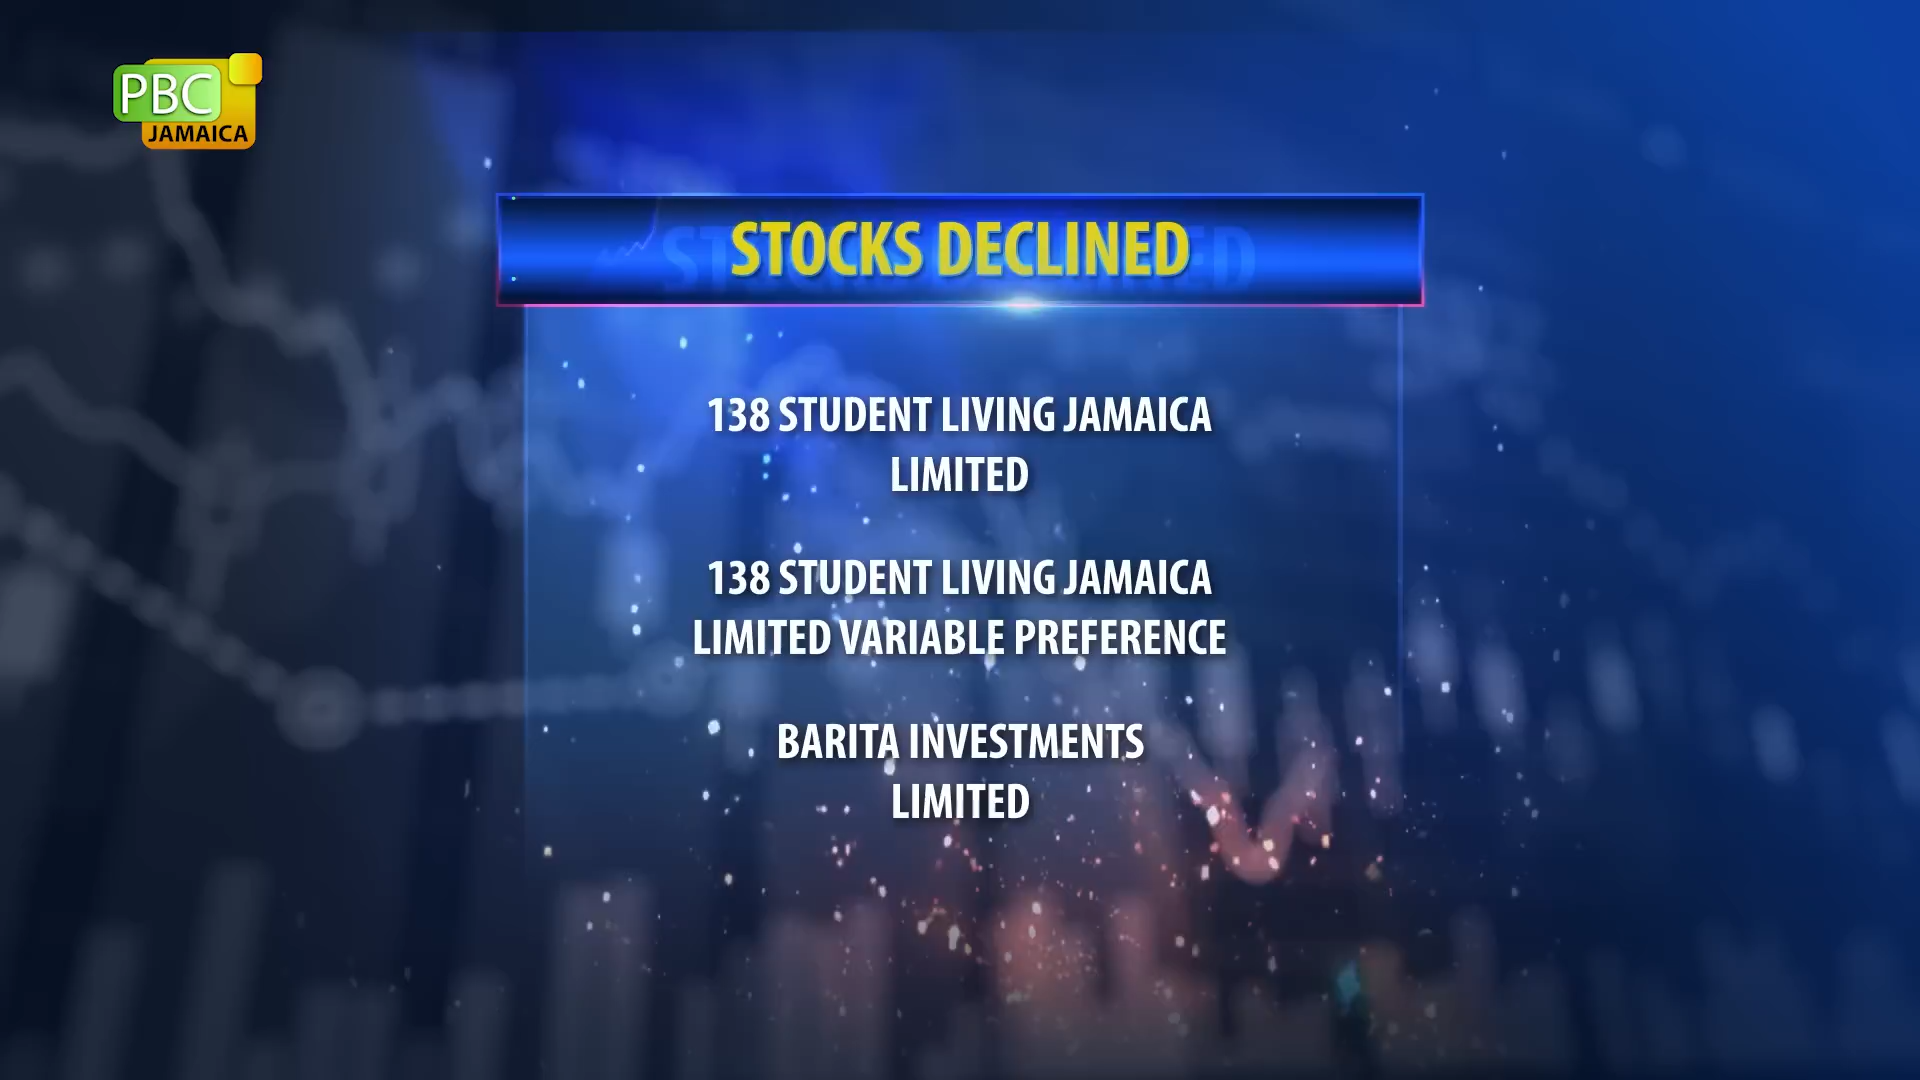 PBC
JAMAICA
STOCKS DECLINED
138 STUDENT LIVING JAMAICA
LIMITED
138 STUDENT LIVING JAMAICA
LIMITED VARIABLE PREFERENCE
BARITA INVESTMENTS
LIMITED